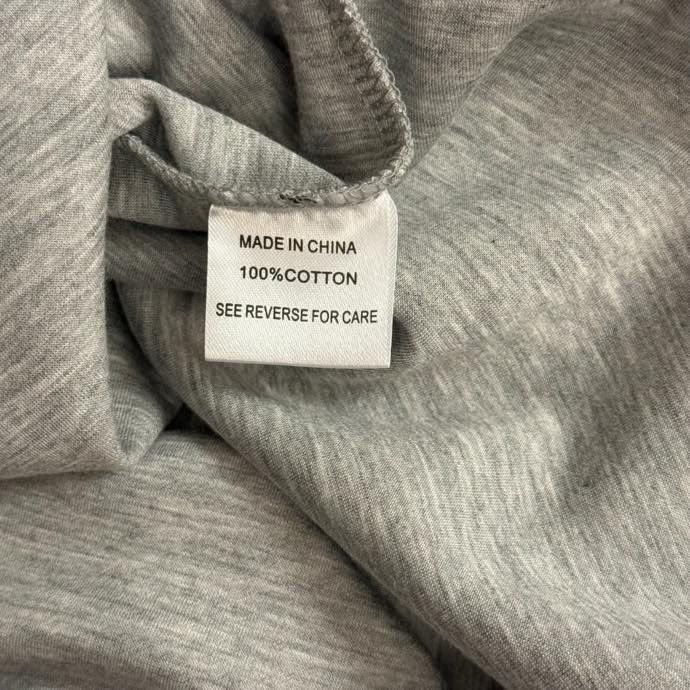 MADE IN CHINA
100%COTTON
SEE REVERSE FOR CARE